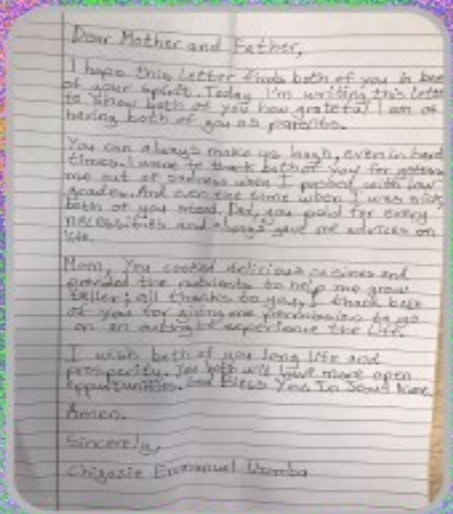 Dear Mother and Father,
I hope this letter finds both of you in best
of your spirit. Today I'm writing this letter
to show both of you how grateful I am of
having both of you as parents.
You can always make us laugh, even in hard
times. I want to thank both of you for getting
me out of sadness when I passed with low
grades. And even the time when I was sick,
both of you Dad, you paid for every
necessities and always gave me advices on
life.
Mom, You cooked delicious cuisines and
provided the nutrients to help me grow
taller; all thanks to you, I thank both
of you for giving me permission to go
on an outing to experience the life.
I wish both of you long life and
prosperity. You both will have more open
opportunities. God Bless You In Jesus Name.
Amen.
Sincerely,
Chigozie Emmanuel